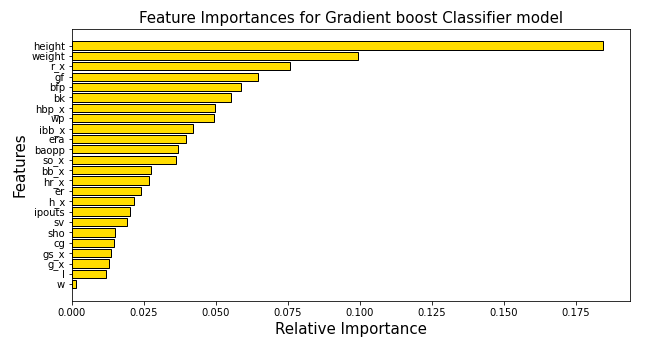 Feature Importances for Gradient boost Classifier model
Features
height
weight
r_x
gf
bfp
bk
hbp_x
wp
ibb_x
era
baopp
so_x
bb_x
hr_x
er
h_x
ipouts
sv
sho
cg
gs_x
g_x
l
w
0.000 0.025 0.050 0.075 0.100 0.125 0.150 0.175
Relative Importance